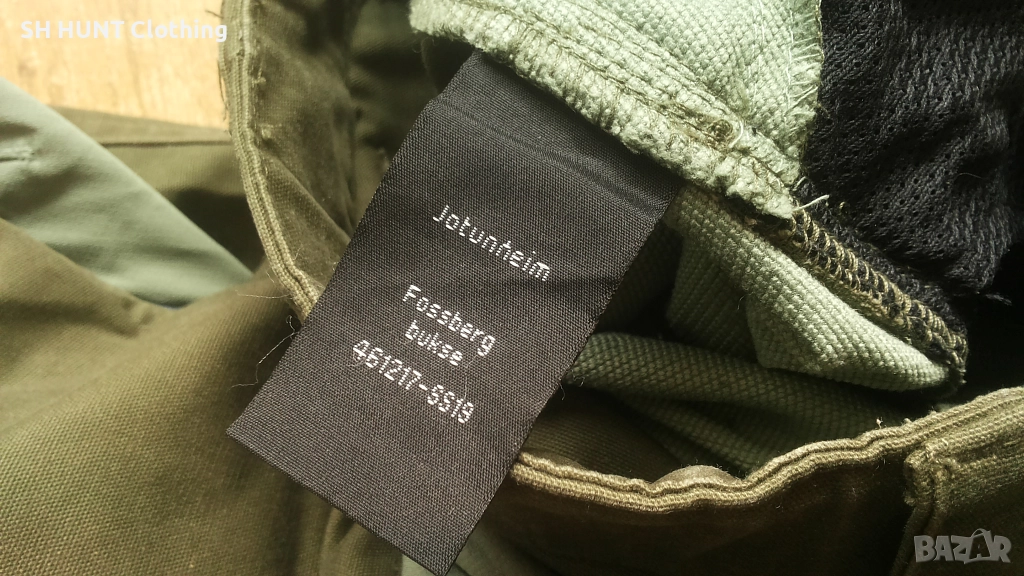 SH HUNT Clothing
Jotunheim
Fossberg
bukse
461217-SS19
BAZAR